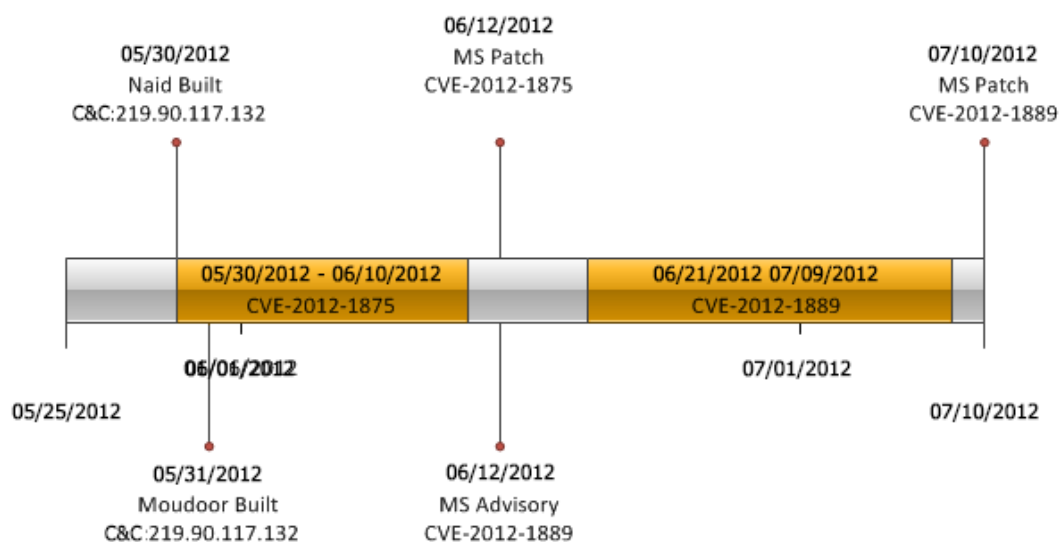 06/12/2012
MS Patch
CVE-2012-1875
05/30/2012
Naid Built
C&C:219.90.117.132
07/10/2012
MS Patch
CVE-2012-1889
05/30/2012 - 06/10/2012
CVE-2012-1875
06/21/2012 07/09/2012
CVE-2012-1889
07/01/2012
05/25/2012
07/10/2012
05/31/2012
Moudoor Built
C&C:219.90.117.132
06/12/2012
MS Advisory
CVE-2012-1889